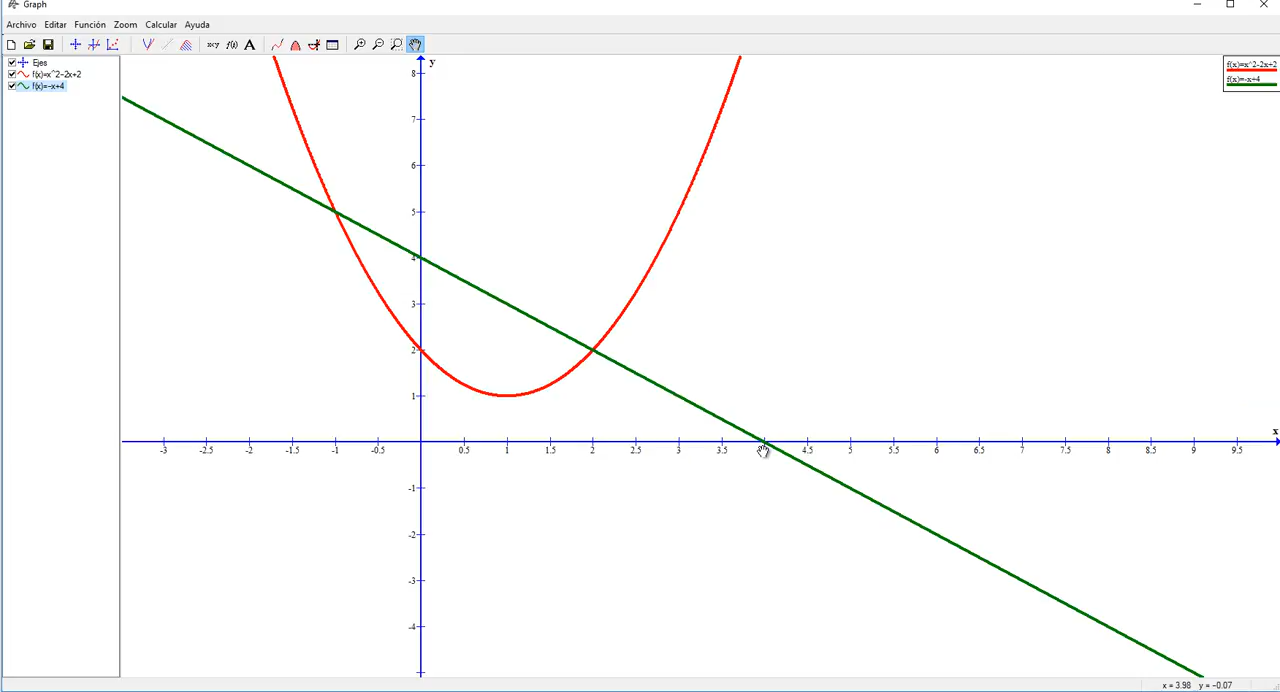 Graph
Archivo Editar Función Zoom Calcular Ayuda
Ejes
f(x)=x^2-2x+2
f(x)=-x+4
f(x)=x^2-2x+2
f(x)=-x+4
y
8
7
6
5
4
3
2
1
-3 -2.5 -2 -1.5 -1 -0.5 0.5 1 1.5 2 2.5 3 3.5 4.5 5 5.5 6 6.5 7 7.5 8 8.5 9 9.5
x
-1
-2
-3
-4
x = 3.98 y = -0.07